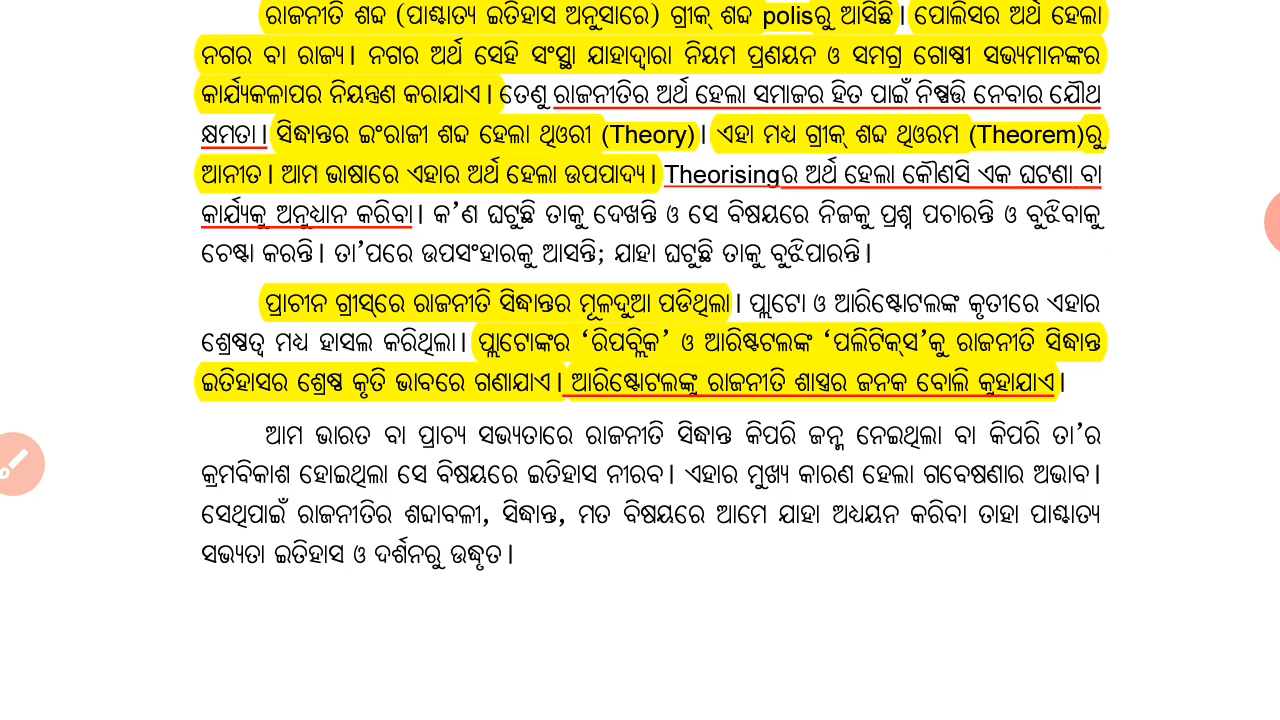 ରାଜନୀତି ଶବ୍ଦ (ପାଶ୍ଚାତ୍ୟ ଇତିହାସ ଅନୁସାରେ) ଗ୍ରୀକ୍ ଶବ୍ଦ polisରୁ ଆସିଛି। ପୋଲିସର ଅର୍ଥ ହେଲା
ନଗର ବା ରାଜ୍ୟ। ନଗର ଅର୍ଥ ସେହି ସଂସ୍ଥା ଯାହାଦ୍ୱାରା ନିୟମ ପ୍ରଣୟନ ଓ ସମଗ୍ର ଗୋଷ୍ଠୀ ସଭ୍ୟମାନଙ୍କର
କାର୍ଯ୍ୟକଳାପର ନିୟନ୍ତ୍ରଣ କରାଯାଏ। ତେଣୁ ରାଜନୀତିର ଅର୍ଥ ହେଲା ସମାଜର ହିତ ପାଇଁ ନିଷ୍ପତ୍ତି ନେବାର ଯୌଥ
କ୍ଷମତା। ସିଦ୍ଧାନ୍ତର ଇଂରାଜୀ ଶବ୍ଦ ହେଲା ଥିଓରୀ (Theory)। ଏହା ମଧ୍ୟ ଗ୍ରୀକ୍ ଶବ୍ଦ ଥିଓରମ (Theorem)ରୁ
ଆନୀତ। ଆମ ଭାଷାରେ ଏହାର ଅର୍ଥ ହେଲା ଉପପାଦ୍ୟ। Theorisingର ଅର୍ଥ ହେଲା କୌଣସି ଏକ ଘଟଣା ବା
କାର୍ଯ୍ୟକୁ ଅନୁଧ୍ୟାନ କରିବା। କ’ଣ ଘଟୁଛି ତାକୁ ଦେଖନ୍ତି ଓ ସେ ବିଷୟରେ ନିଜକୁ ପ୍ରଶ୍ନ ପଚାରନ୍ତି ଓ ବୁଝିବାକୁ
ଚେଷ୍ଟା କରନ୍ତି। ତା’ପରେ ଉପସଂହାରକୁ ଆସନ୍ତି; ଯାହା ଘଟୁଛି ତାକୁ ବୁଝିପାରନ୍ତି।
ପ୍ରାଚୀନ ଗ୍ରୀସ୍‌ରେ ରାଜନୀତି ସିଦ୍ଧାନ୍ତର ମୂଳଦୁଆ ପଡିଥିଲା। ପ୍ଲାଟୋ ଓ ଆରିଷ୍ଟୋଟଲଙ୍କ କୃତୀରେ ଏହାର
ଶ୍ରେଷ୍ଠତ୍ୱ ମଧ୍ୟ ହାସଲ କରିଥିଲା। ପ୍ଲାଟୋଙ୍କର ‘ରିପବ୍ଲିକ’ ଓ ଆରିଷ୍ଟଟଲଙ୍କ ‘ପଲିଟିକ୍‌ସ’କୁ ରାଜନୀତି ସିଦ୍ଧାନ୍ତ
ଇତିହାସର ଶ୍ରେଷ୍ଠ କୃତି ଭାବରେ ଗଣାଯାଏ। ଆରିଷ୍ଟୋଟଲଙ୍କୁ ରାଜନୀତି ଶାସ୍ତ୍ରର ଜନକ ବୋଲି କୁହାଯାଏ।
ଆମ ଭାରତ ବା ପ୍ରାଚ୍ୟ ସଭ୍ୟତାରେ ରାଜନୀତି ସିଦ୍ଧାନ୍ତ କିପରି ଜନ୍ମ ନେଇଥିଲା ବା କିପରି ତା’ର
କ୍ରମବିକାଶ ହୋଇଥିଲା ସେ ବିଷୟରେ ଇତିହାସ ନୀରବ। ଏହାର ମୁଖ୍ୟ କାରଣ ହେଲା ଗବେଷଣାର ଅଭାବ।
ସେଥିପାଇଁ ରାଜନୀତିର ଶବ୍ଦାବଳୀ, ସିଦ୍ଧାନ୍ତ, ମତ ବିଷୟରେ ଆମେ ଯାହା ଅଧ୍ୟୟନ କରିବା ତାହା ପାଶ୍ଚାତ୍ୟ
ସଭ୍ୟତା ଇତିହାସ ଓ ଦର୍ଶନରୁ ଉଦ୍ଧୃତ।